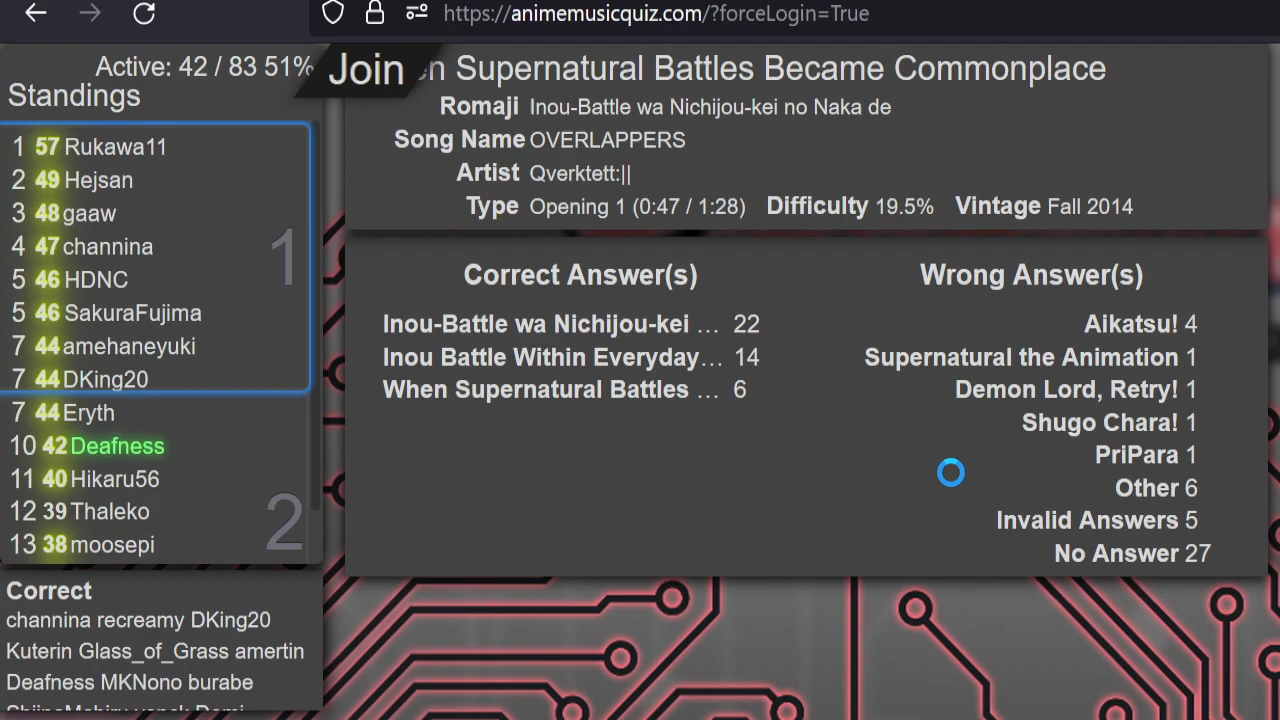 https://animemusicquiz.com/?forceLogin=True
Active: 42 / 83 51%
Join
n Supernatural Battles Became Commonplace
Standings
Romaji Inou-Battle wa Nichijou-kei no Naka de
Song Name OVERLAPPERS
Artist Qverktett:||
Type Opening 1 (0:47 / 1:28) Difficulty 19.5% Vintage Fall 2014
1 57 Rukawa11
2 49 Hejsan
3 48 gaaw
4 47 channina
5 46 HDNC
5 46 SakuraFujima
7 44 amehaneyuki
7 44 DKing20
1
7 44 Eryth
10 42 Deafness
11 40 Hikaru56
12 39 Thaleko
13 38 moosepi
2
Correct Answer(s)
Inou-Battle wa Nichijou-kei ... 22
Inou Battle Within Everyday... 14
When Supernatural Battles ... 6
Wrong Answer(s)
Aikatsu! 4
Supernatural the Animation 1
Demon Lord, Retry! 1
Shugo Chara! 1
PriPara 1
Other 6
Invalid Answers 5
No Answer 27
Correct
channina recreamy DKing20
Kuterin Glass_of_Grass amertin
Deafness MKNono burabe